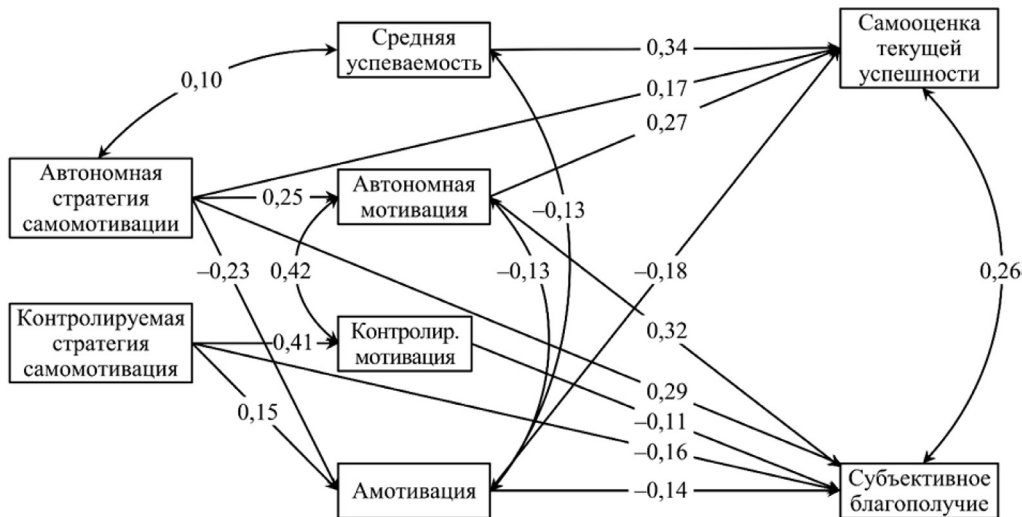 Средняя
успеваемость
0,34
Самооценка
текущей
успешности
0,10
0,17
0,27
Автономная
стратегия
самомотивации
0,25
Автономная
мотивация
–0,13
–0,23
0,42
–0,13
–0,18
0,26
Контролируемая
стратегия
самомотивация
0,41
Контролир.
мотивация
0,32
0,15
0,29
–0,11
–0,16
Амотивация
–0,14
Субъективное
благополучие